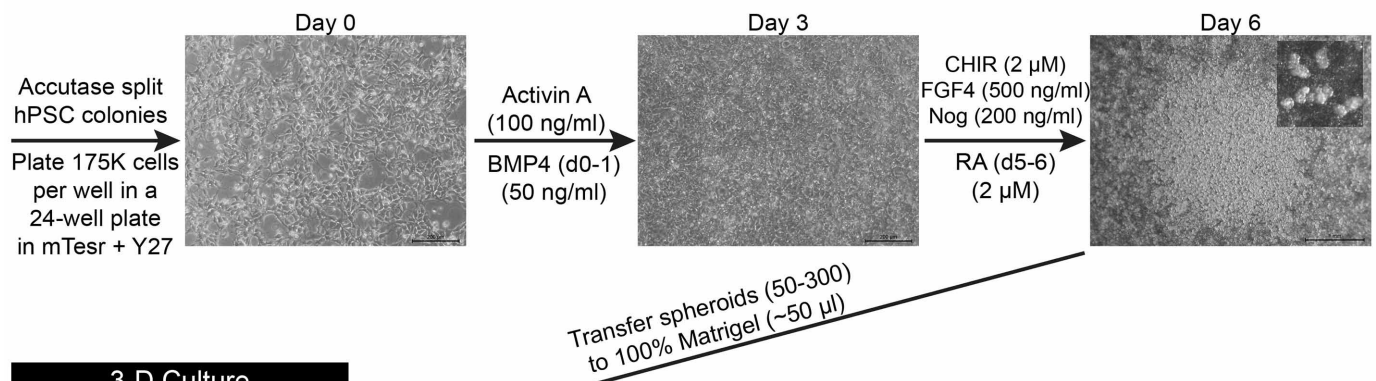 Day 0
Day 3
Day 6
Accutase split
hPSC colonies
Plate 175K cells
per well in a
24-well plate
in mTesr + Y27
Activin A
(100 ng/ml)
BMP4 (d0-1)
(50 ng/ml)
CHIR (2 µM)
FGF4 (500 ng/ml)
Nog (200 ng/ml)
RA (d5-6)
(2 µM)
Transfer spheroids (50-300)
to 100% Matrigel (~50 µl)
3-D Culture